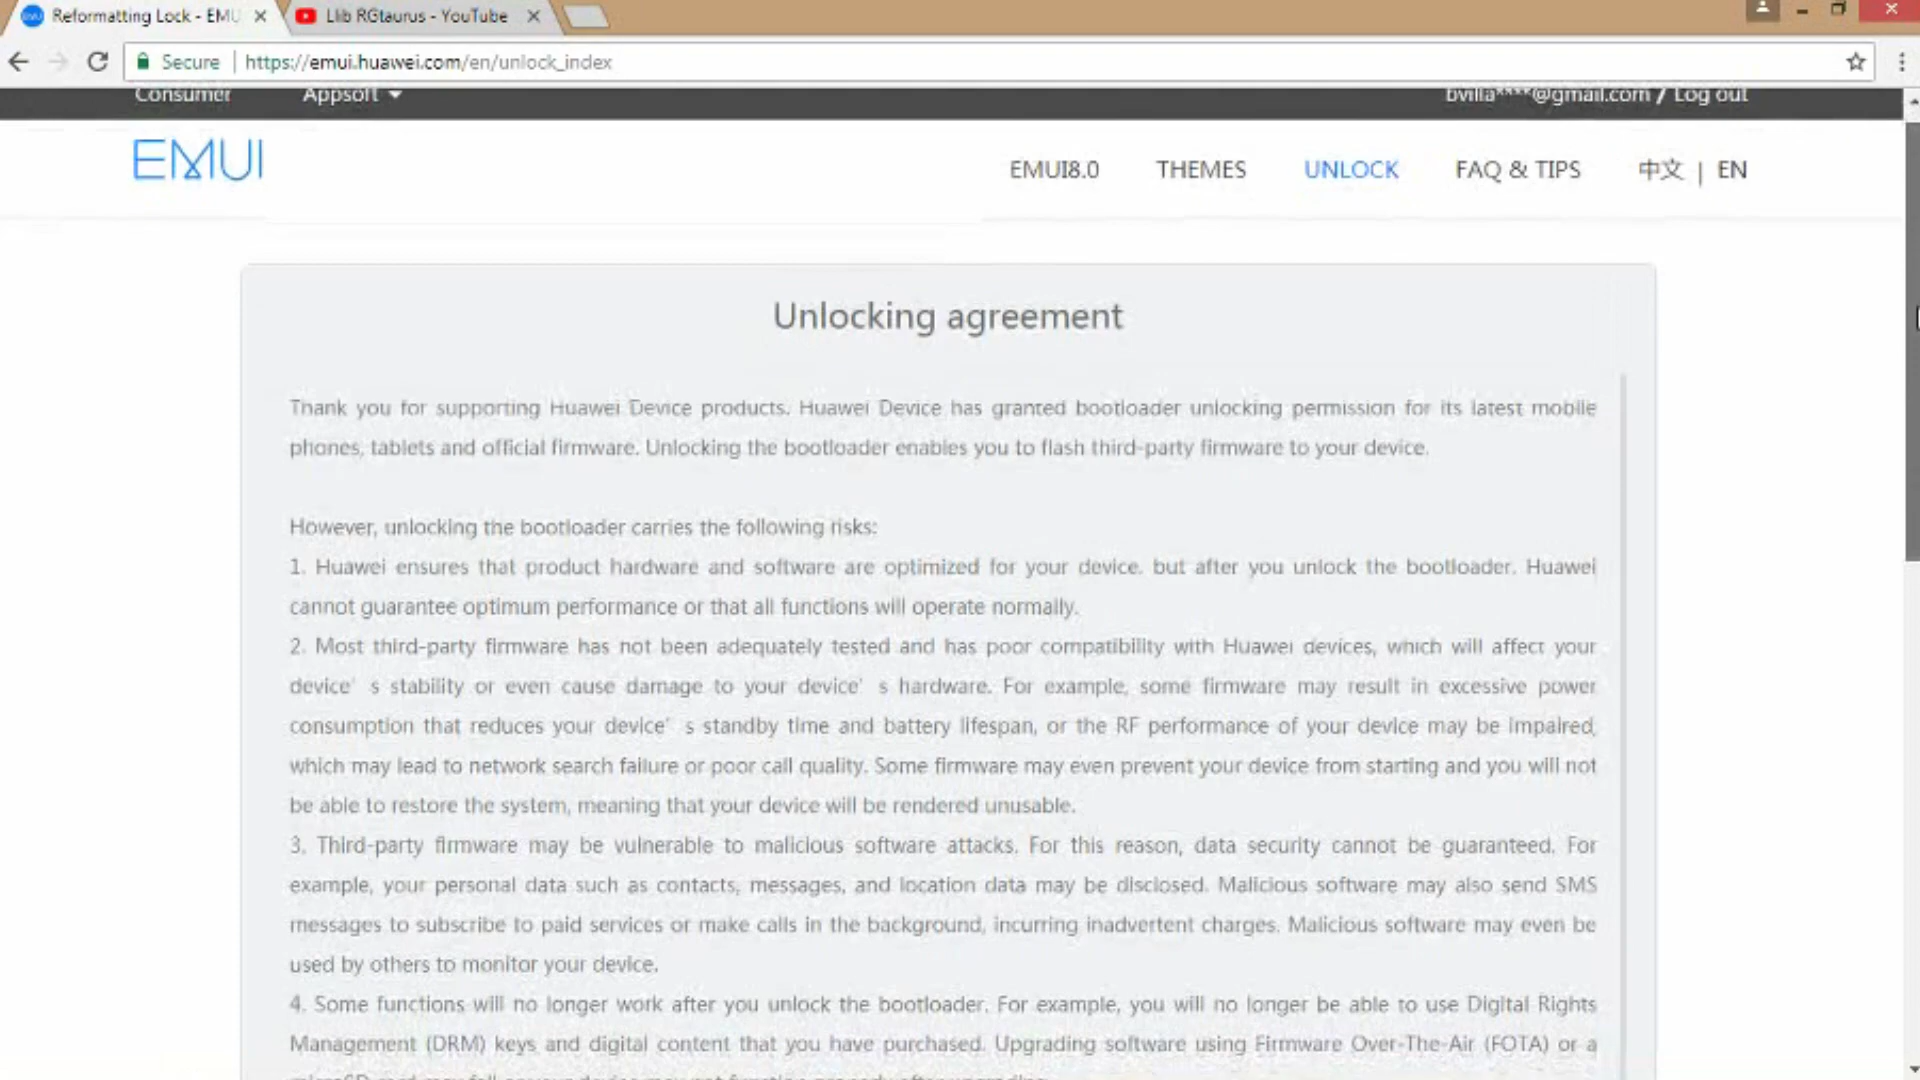 Reformatting Lock - EMU
Llib RGtaurus - YouTube
Secure https://emui.huawei.com/en/unlock_index
Consumer Appsoft bvilla****@gmail.com / Log out
EMUI EMUI8.0 THEMES UNLOCK FAQ & TIPS 中文 | EN
Unlocking agreement
Thank you for supporting Huawei Device products. Huawei Device has granted bootloader unlocking permission for its latest mobile
phones, tablets and official firmware. Unlocking the bootloader enables you to flash third-party firmware to your device.
However, unlocking the bootloader carries the following risks:
1. Huawei ensures that product hardware and software are optimized for your device. but after you unlock the bootloader. Huawei
cannot guarantee optimum performance or that all functions will operate normally.
2. Most third-party firmware has not been adequately tested and has poor compatibility with Huawei devices, which will affect your
device's stability or even cause damage to your device's hardware. For example, some firmware may result in excessive power
consumption that reduces your device's standby time and battery lifespan, or the RF performance of your device may be impaired,
which may lead to network search failure or poor call quality. Some firmware may even prevent your device from starting and you will not
be able to restore the system, meaning that your device will be rendered unusable.
3. Third-party firmware may be vulnerable to malicious software attacks. For this reason, data security cannot be guaranteed. For
example, your personal data such as contacts, messages, and location data may be disclosed. Malicious software may also send SMS
messages to subscribe to paid services or make calls in the background, incurring inadvertent charges. Malicious software may even be
used by others to monitor your device.
4. Some functions will no longer work after you unlock the bootloader. For example, you will no longer be able to use Digital Rights
Management (DRM) keys and digital content that you have purchased. Upgrading software using Firmware Over-The-Air (FOTA) or a